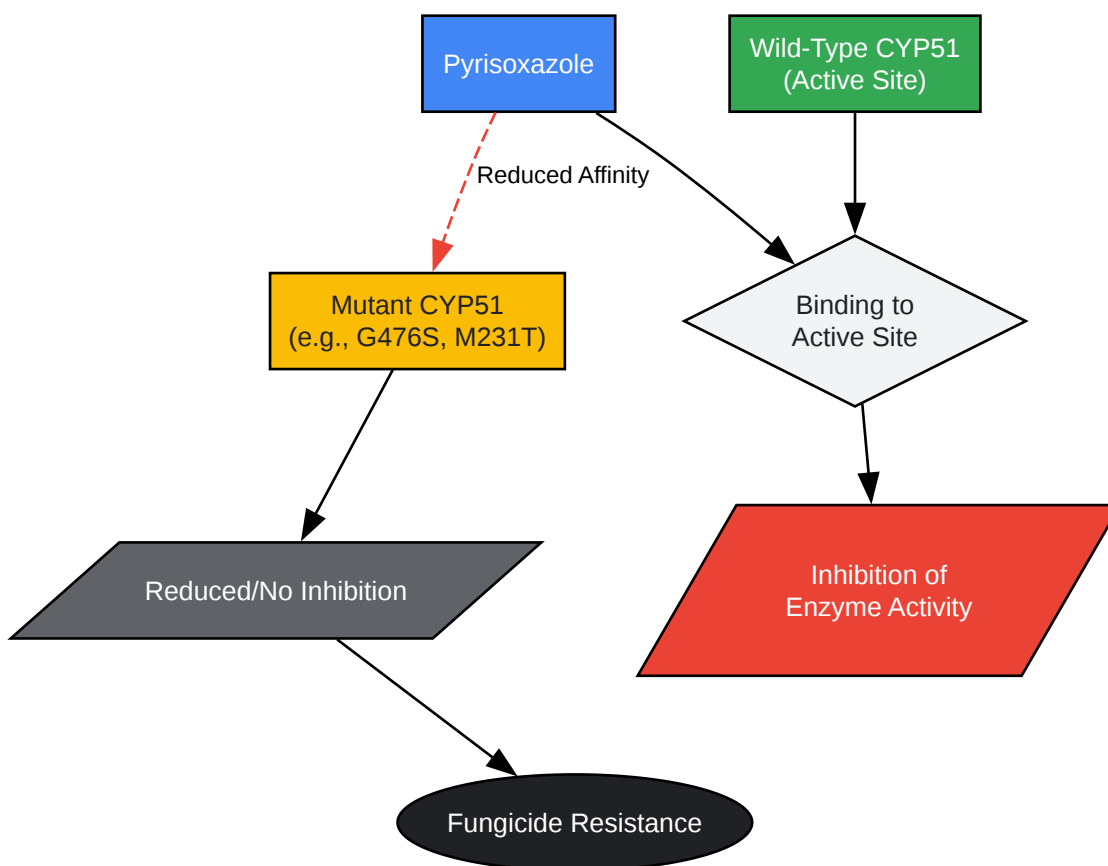 Pyrisoxazole
Wild-Type CYP51
(Active Site)
Reduced Affinity
Mutant CYP51
(e.g., G476S, M231T)
Binding to
Active Site
Reduced/No Inhibition
Inhibition of
Enzyme Activity
Fungicide Resistance